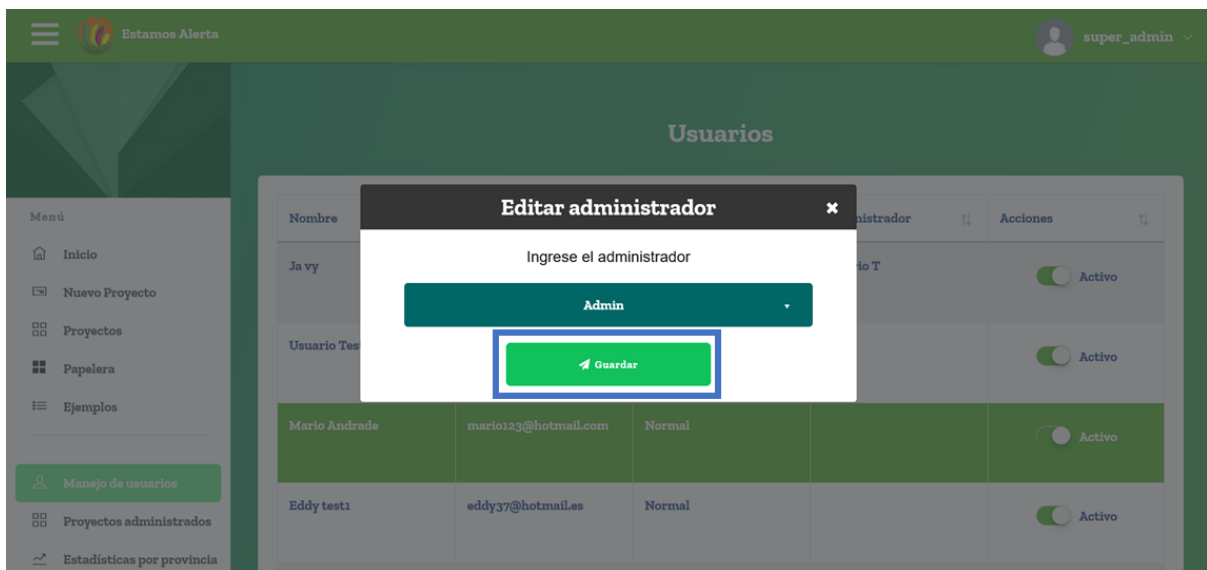 Estamos Alerta
super_admin
Usuarios
Menú
Inicio
Nuevo Proyecto
Proyectos
Papelera
Ejemplos
Manejo de usuarios
Proyectos administrados
Estadísticas por provincia
Editar administrador
Ingrese el administrador
Admin
Guardar
Nombre nistrador Acciones
Ja vy io T Activo
Usuario Tes Activo
Mario Andrade mario123@hotmail.com Normal Activo
Eddy test1 eddy37@hotmail.es Normal Activo